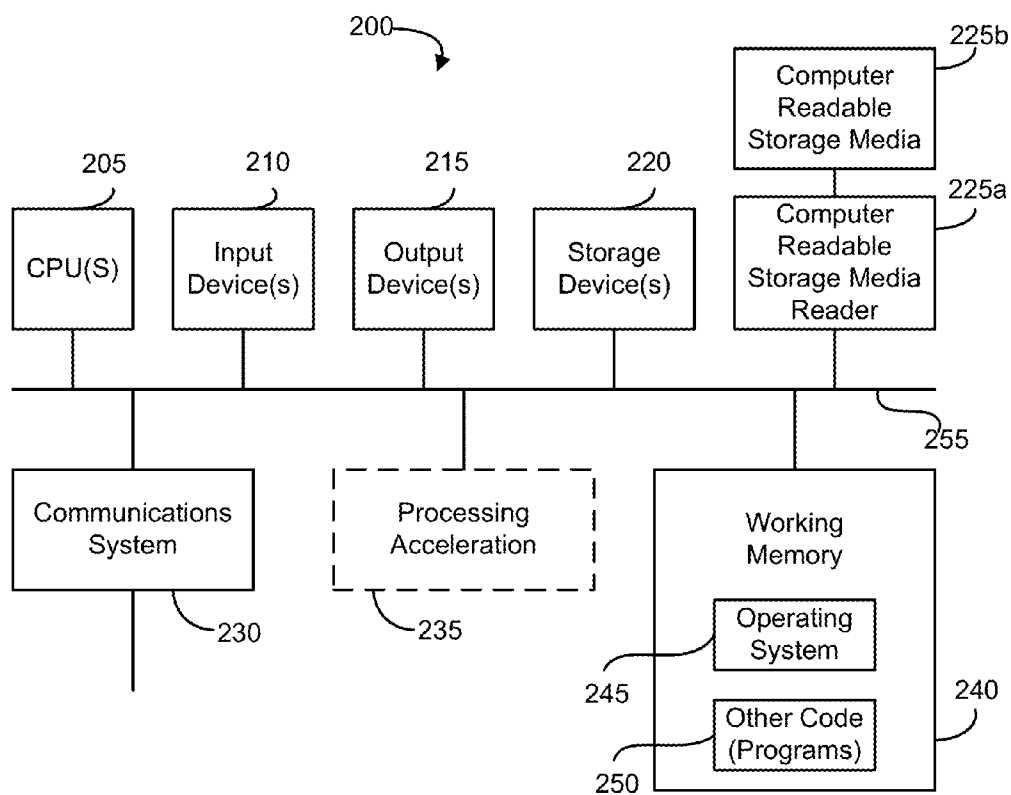 200
225b
Computer
Readable
Storage Media
205
210
215
220
225a
CPU(S)
Input
Device(s)
Output
Device(s)
Storage
Device(s)
Computer
Readable
Storage Media
Reader
255
Communications
System
Processing
Acceleration
Working
Memory
230
235
Operating
System
245
240
Other Code
(Programs)
250